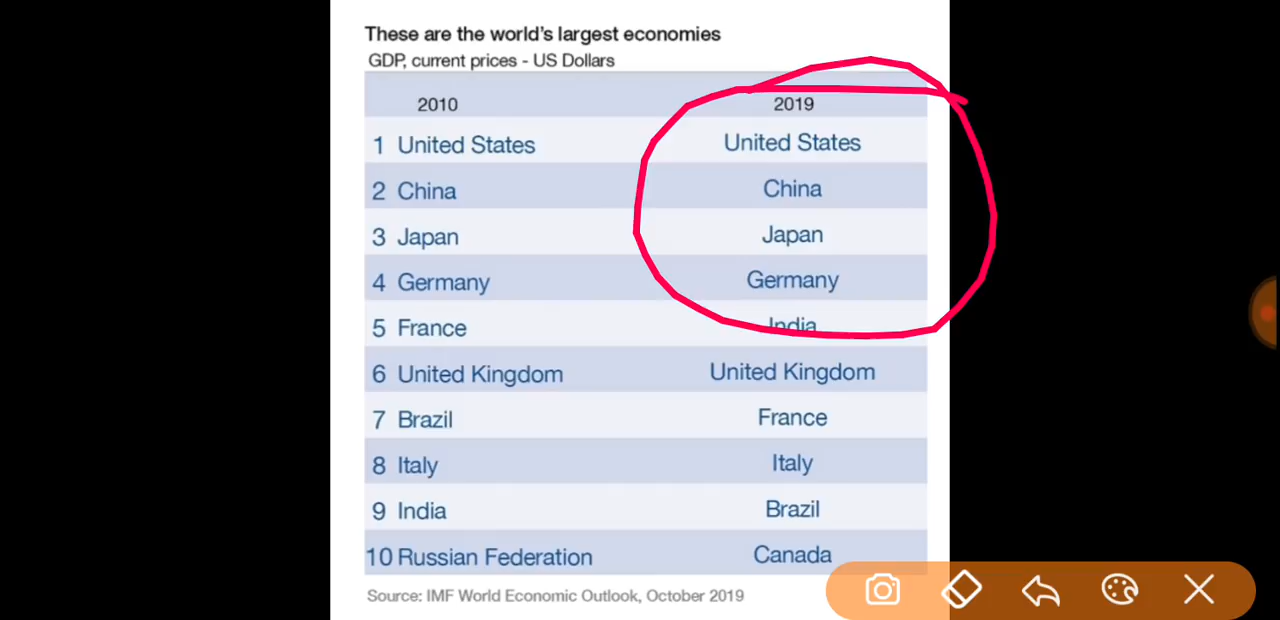 These are the world's largest economies
GDP, current prices - US Dollars
2010 2019
1 United States United States
2 China China
3 Japan Japan
4 Germany Germany
5 France India
6 United Kingdom United Kingdom
7 Brazil France
8 Italy Italy
9 India Brazil
10 Russian Federation Canada
Source: IMF World Economic Outlook, October 2019